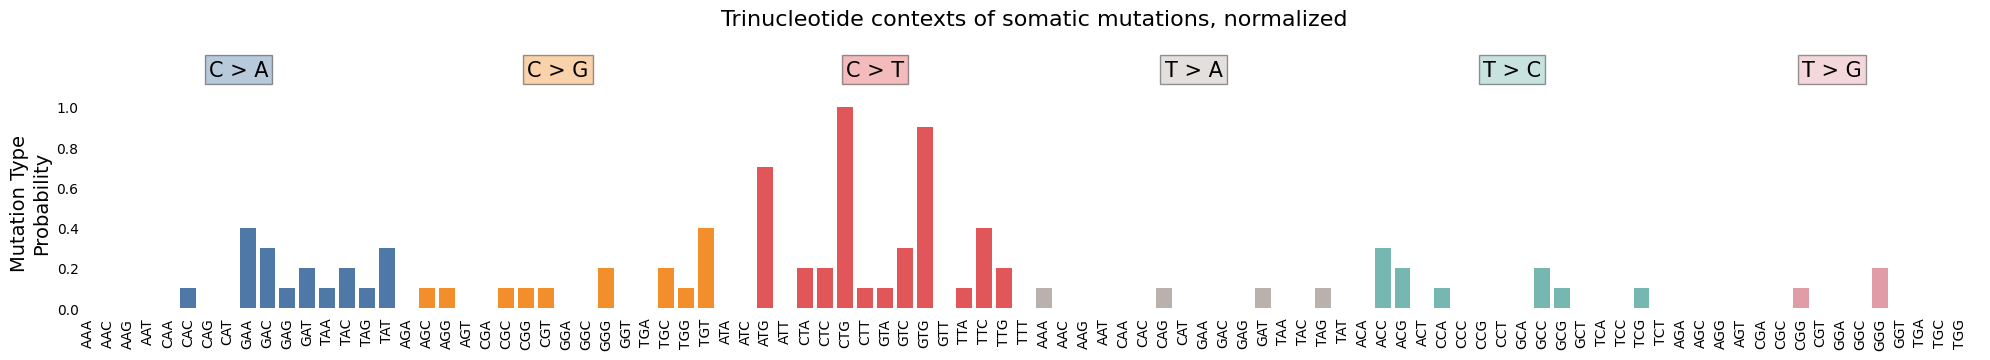 Trinucleotide contexts of somatic mutations, normalized
C > A
C > G
C > T
T > A
T > C
T > G
Mutation Type
Probability
1.0
0.8
0.6
0.4
0.2
0.0
AAA
AAC
AAG
AAT
CAA
CAC
CAG
CAT
GAA
GAC
GAG
GAT
TAA
TAC
TAG
TAT
AGA
AGC
AGG
AGT
CGA
CGC
CGG
CGT
GGA
GGC
GGG
GGT
TGA
TGC
TGG
TGT
ATA
ATC
ATG
ATT
CTA
CTC
CTG
CTT
GTA
GTC
GTG
GTT
TTA
TTC
TTG
TTT
AAA
AAC
AAG
AAT
CAA
CAC
CAG
CAT
GAA
GAC
GAG
GAT
TAA
TAC
TAG
TAT
ACA
ACC
ACG
ACT
CCA
CCC
CCG
CCT
GCA
GCC
GCG
GCT
TCA
TCC
TCG
TCT
AGA
AGC
AGG
AGT
CGA
CGC
CGG
CGT
GGA
GGC
GGG
GGT
TGA
TGC
TGG